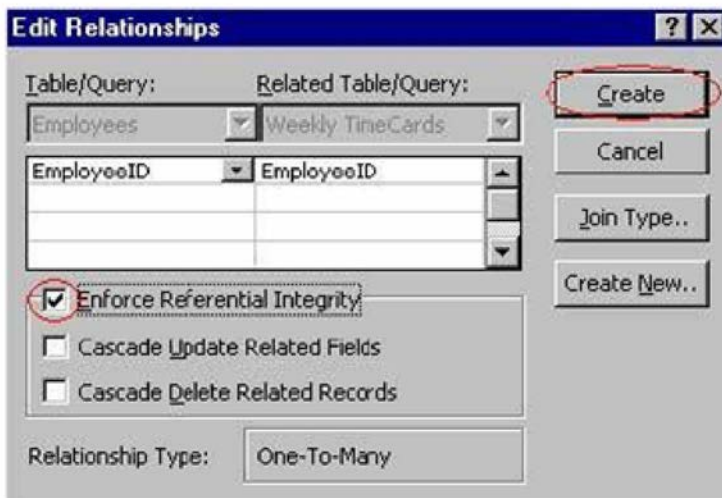 Edit Relationships
Table/Query: Related Table/Query:
Employees Weekly TineCards
EmployeeID EmployeeID
Enforce Referential Integrity
Cascade Update Related Fields
Cascade Delete Related Records
Relationship Type: One-To-Many
Create
Cancel
Join Type..
Create New..